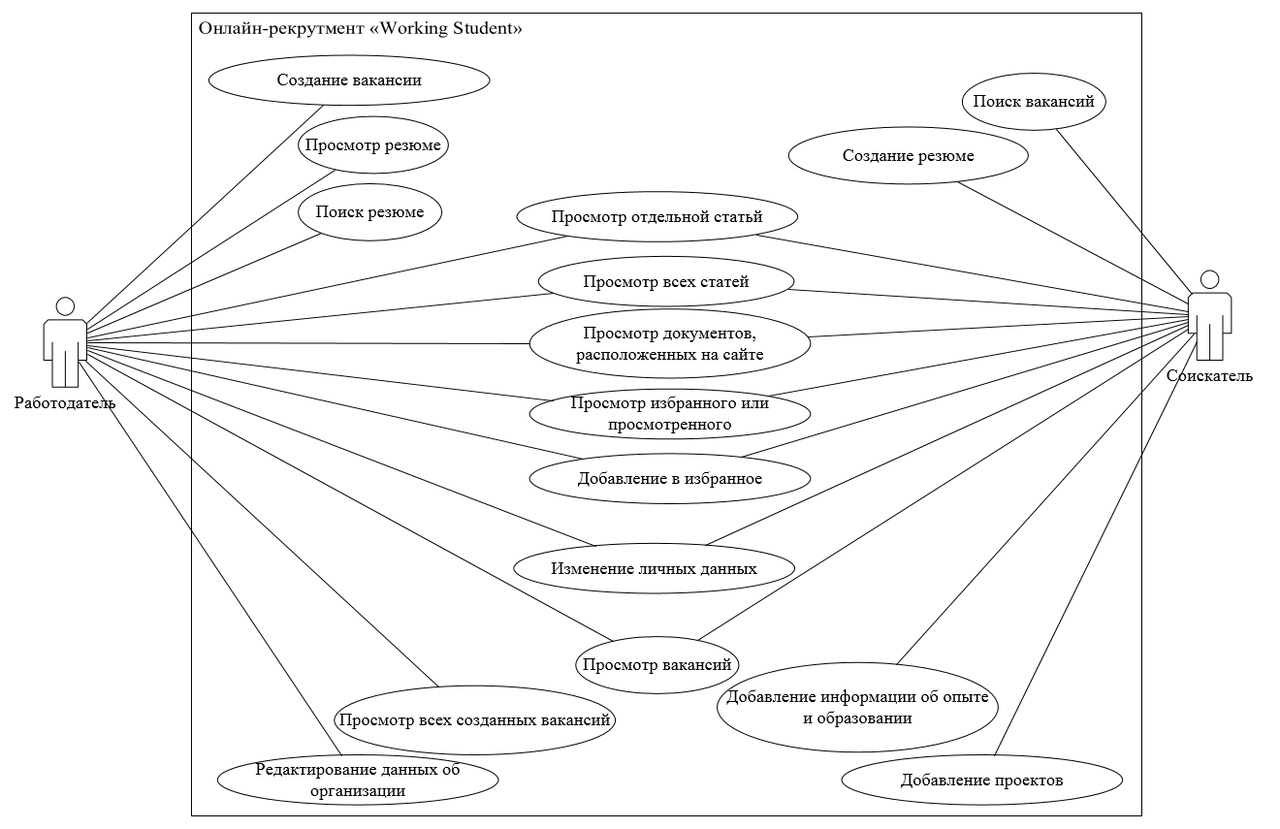 Онлайн-рекрутмент «Working Student»
Создание вакансии
Поиск вакансий
Просмотр резюме
Создание резюме
Поиск резюме
Просмотр отдельной статьй
Просмотр всех статей
Просмотр документов,
расположенных на сайте
Соискатель
Работодатель
Просмотр избранного или
просмотренного
Добавление в избранное
Изменение личных данных
Просмотр вакансий
Добавление информации об опыте
и образовании
Просмотр всех созданных вакансий
Редактирование данных об
организации
Добавление проектов